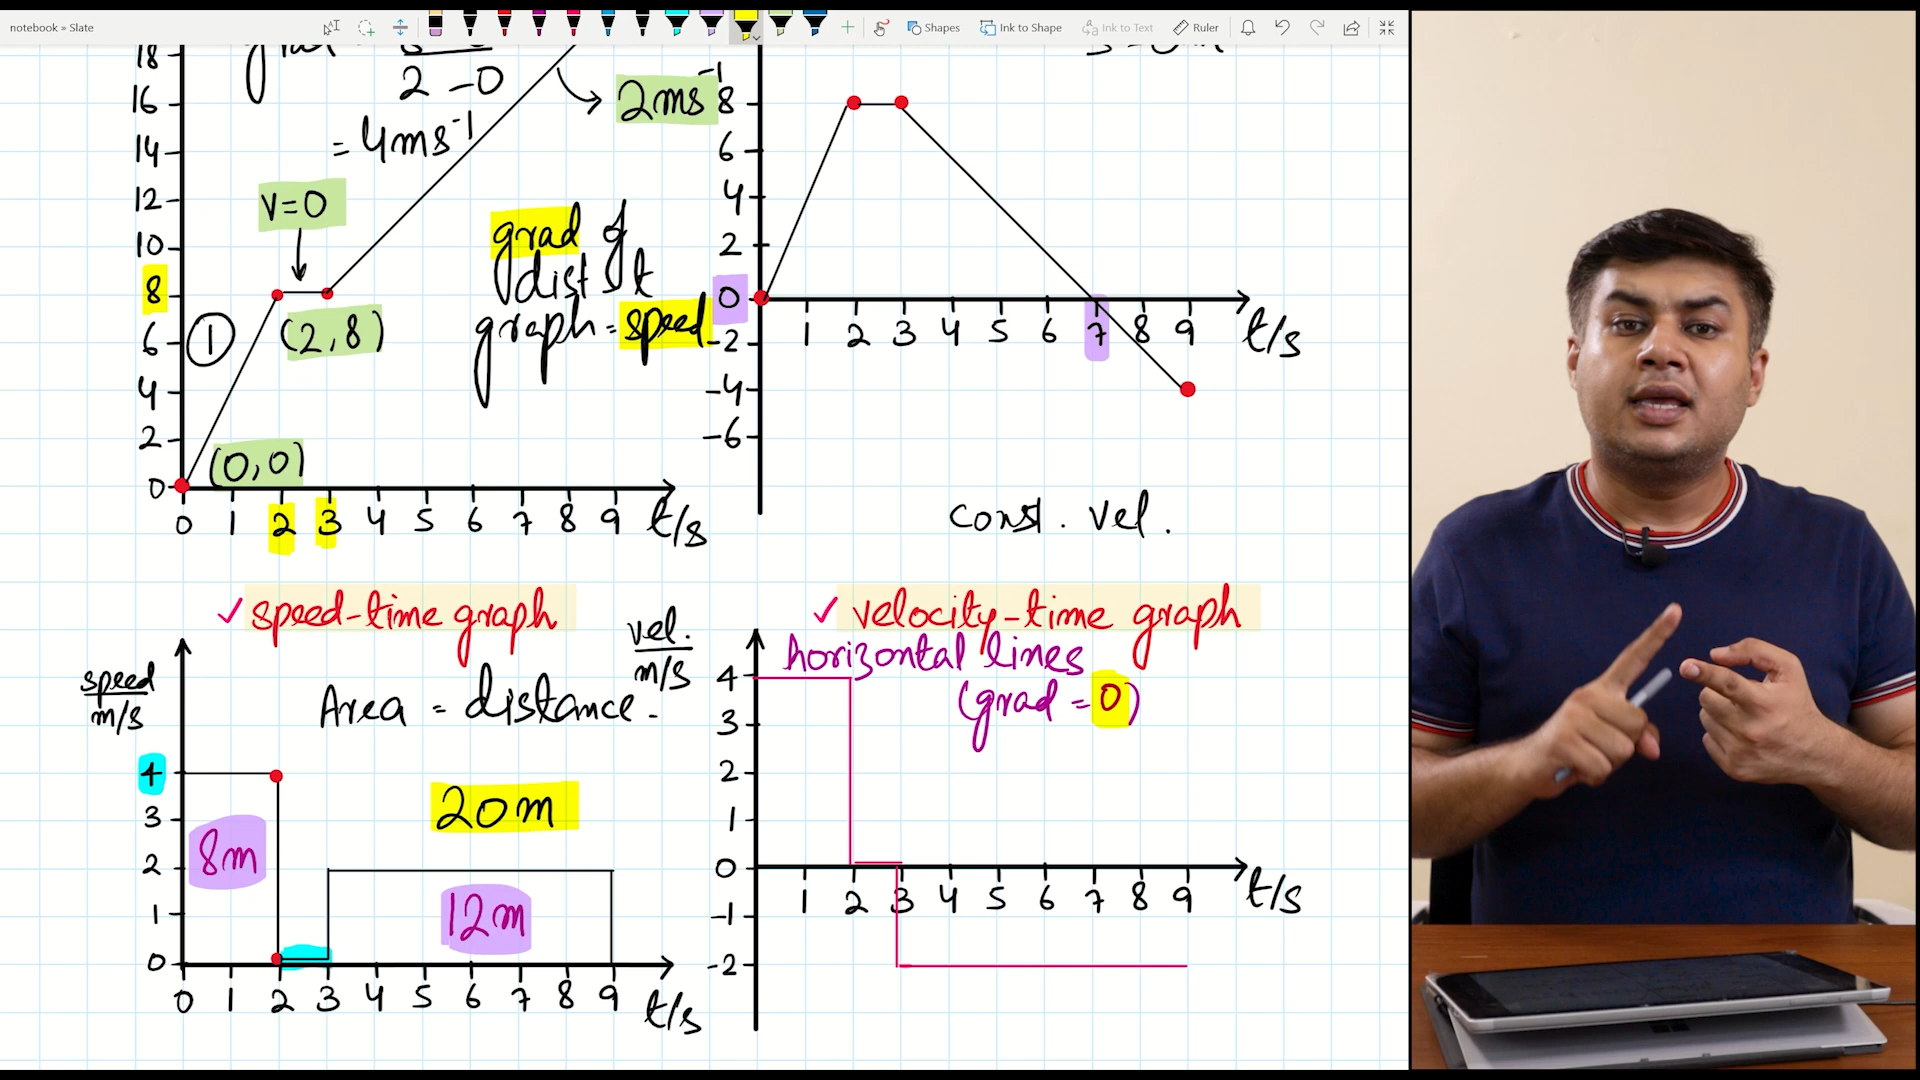 notebook » Slate
Shapes
Ink to Shape
Ink to Text
Ruler
2 - 0
= 4ms⁻¹
2ms⁻¹
v=0
grad of
dist t
graph = speed
①
(2,8)
(0,0)
18
16
14
12
10
8
6
4
2
0
0 1 2 3 4 5 6 7 8 9 t/s
8
6
4
2
0
-2
-4
-6
1 2 3 4 5 6 7 8 9 t/s
const. vel.
✓ speed-time graph
speed
m/s
Area = distance.
4
3
2
1
0
8m
20m
12m
0 1 2 3 4 5 6 7 8 9 t/s
✓ velocity-time graph
vel.
m/s
horizontal lines
(grad = 0)
4
3
2
1
0
-1
-2
1 2 3 4 5 6 7 8 9 t/s